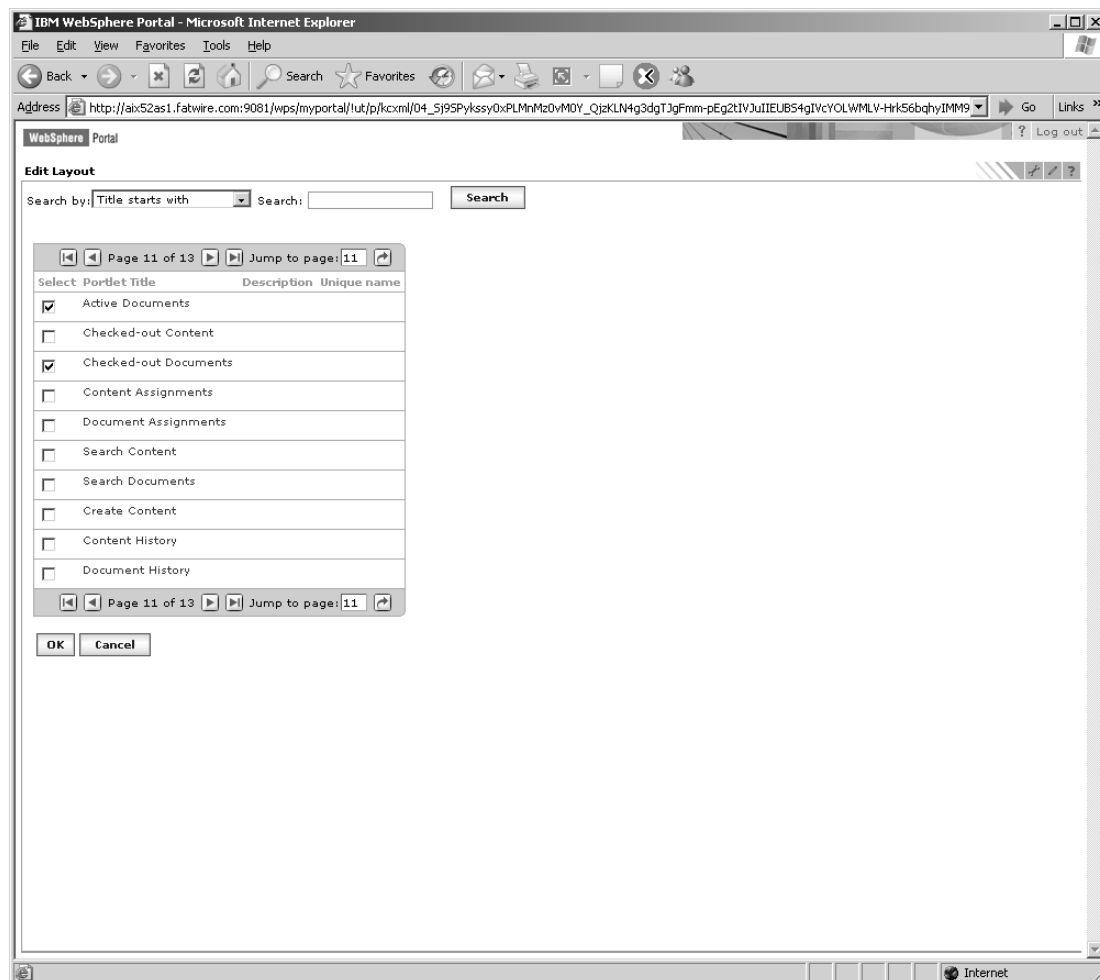 IBM WebSphere Portal - Microsoft Internet Explorer
File Edit View Favorites Tools Help
Back Search Favorites
Address http://aix52as1.fatwire.com:9081/wps/myportal/!ut/p/kcxml/04_Sj9SPykssy0xPLMnMz0vM0Y_QjzKLN4g3dgTJgFmm-pEg2tIVJuIIEUBS4gIVcYOLWMLV-Hrk56bqhyIMM9 Go Links »
WebSphere Portal ? Log out
Edit Layout ?
Search by: Title starts with Search: Search
Page 11 of 13 Jump to page: 11
Select Portlet Title Description Unique name
Active Documents
Checked-out Content
Checked-out Documents
Content Assignments
Document Assignments
Search Content
Search Documents
Create Content
Content History
Document History
Page 11 of 13 Jump to page: 11
OK Cancel
Internet